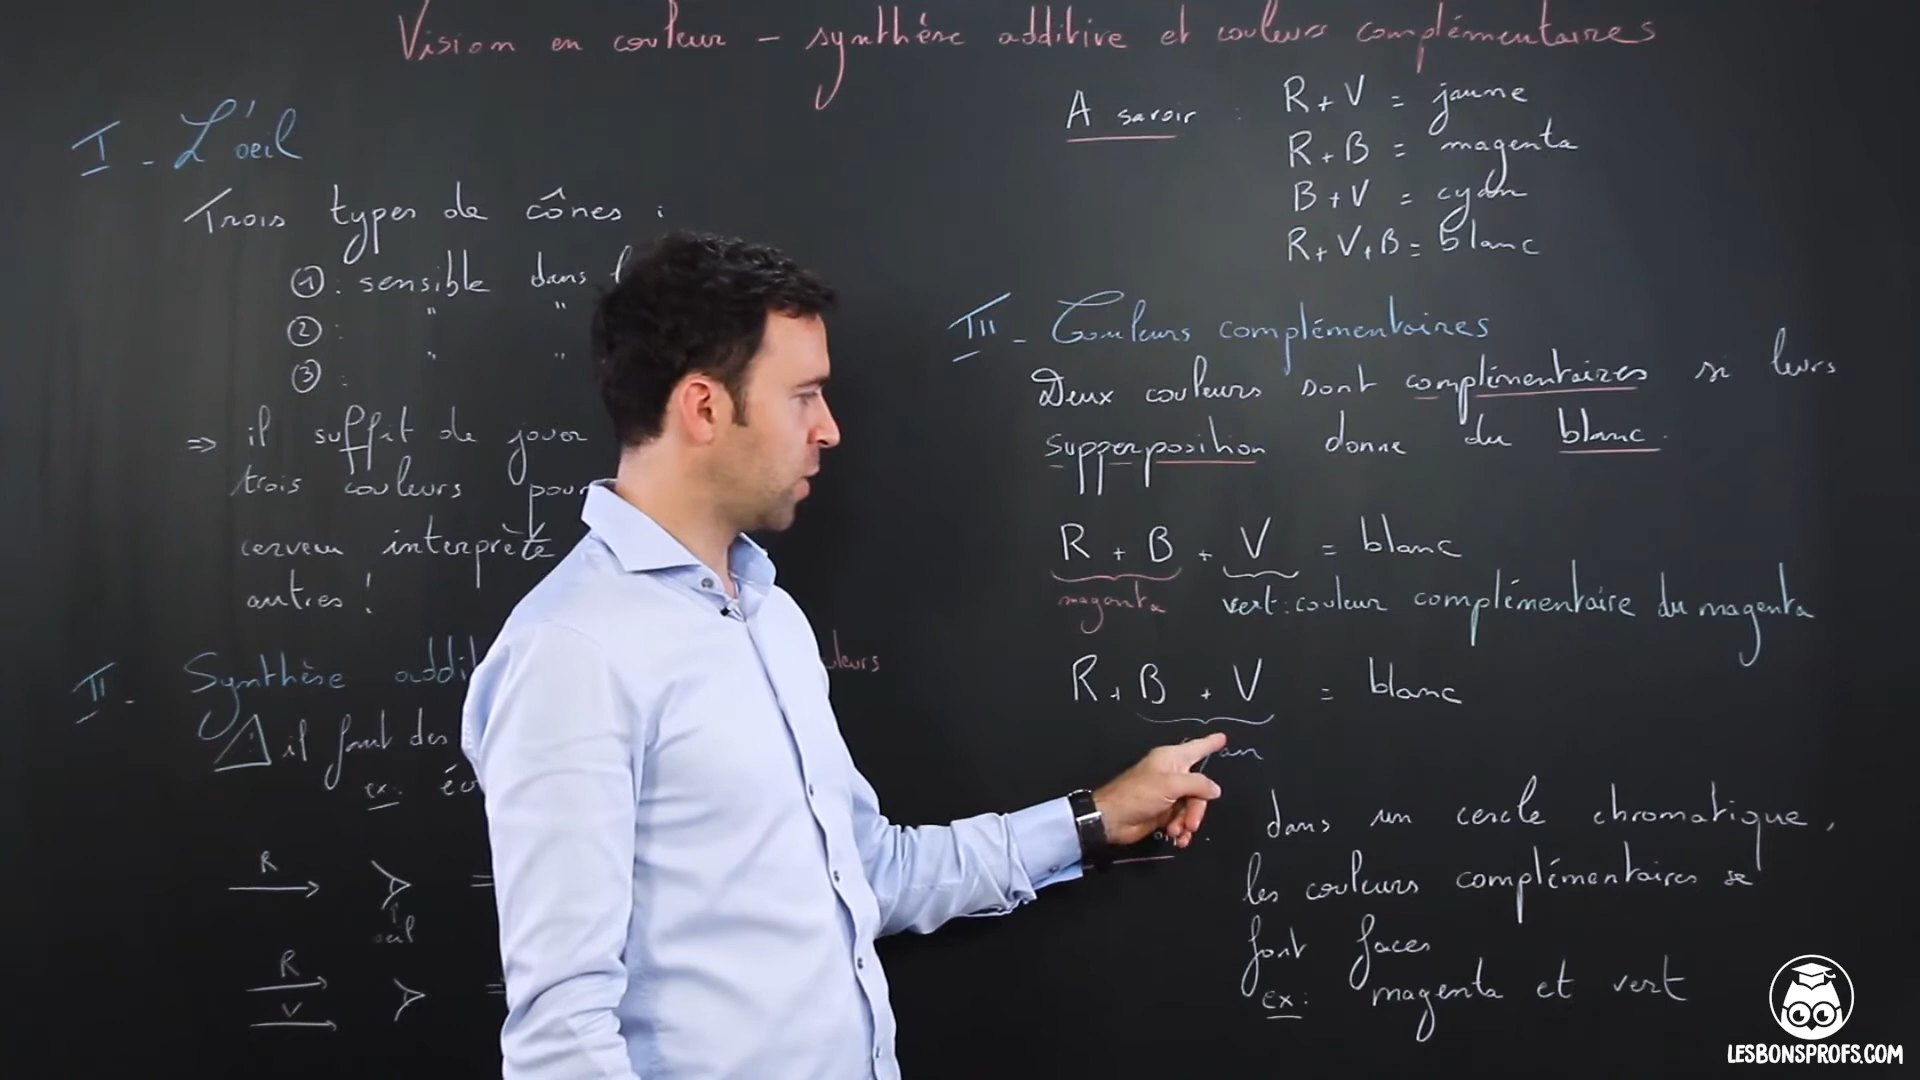 Vision en couleur - synthèse additive et couleurs complémentaires
I - L'oeil
Trois types de cônes :
① : sensible dans l
② : " "
③ : " "
⇒ il suffit de jouer
trois couleurs pour
cerveau interprète
autres !
II - Synthèse addit
uleurs
⚠ il faut des
ex:
R
oeil
=
R
V
=
A savoir : R + V = jaune
R + B = magenta
B + V = cyan
R + V + B = blanc
III - Couleurs complémentaires
Deux couleurs sont complémentaires si leurs
supperposition donne du blanc.
R + B + V = blanc
magenta vert : couleur complémentaire du magenta
R + B + V = blanc
cyan
dans un cercle chromatique,
les couleurs complémentaires se
font faces
ex: magenta et vert
LESBONSPROFS.COM